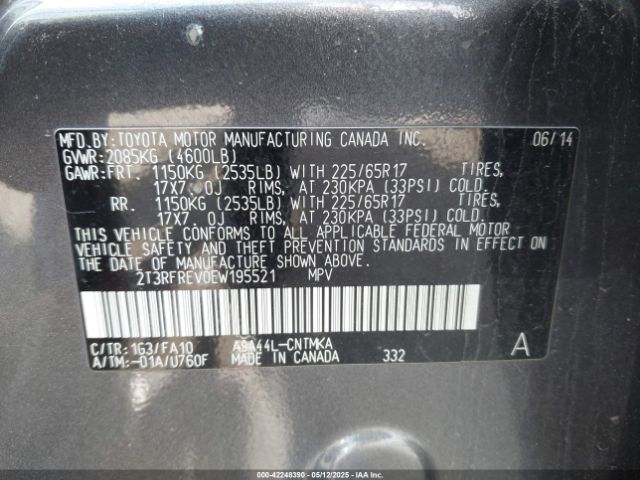 MFD.BY:TOYOTA MOTOR MANUFACTURING CANADA INC. 06/14
GVWR:2085KG (4600LB)
GAWR:FRT. 1150KG (2535LB) WITH 225/65R17 TIRES,
17X7.0J RIMS, AT 230KPA (33PSI) COLD.
RR. 1150KG (2535LB) WITH 225/65R17 TIRES,
17X7.0J RIMS, AT 230KPA (33PSI) COLD.
THIS VEHICLE CONFORMS TO ALL APPLICABLE FEDERAL MOTOR
VEHICLE SAFETY AND THEFT PREVENTION STANDARDS IN EFFECT ON
THE DATE OF MANUFACTURE SHOWN ABOVE.
2T3RFREV0EW195521 MPV
C/TR:1G3/FA10 ASA44L-CNTMKA A
A/TM:-01A/U760F MADE IN CANADA 332
000-42248390 - 05/12/2025 - IAAI.COM